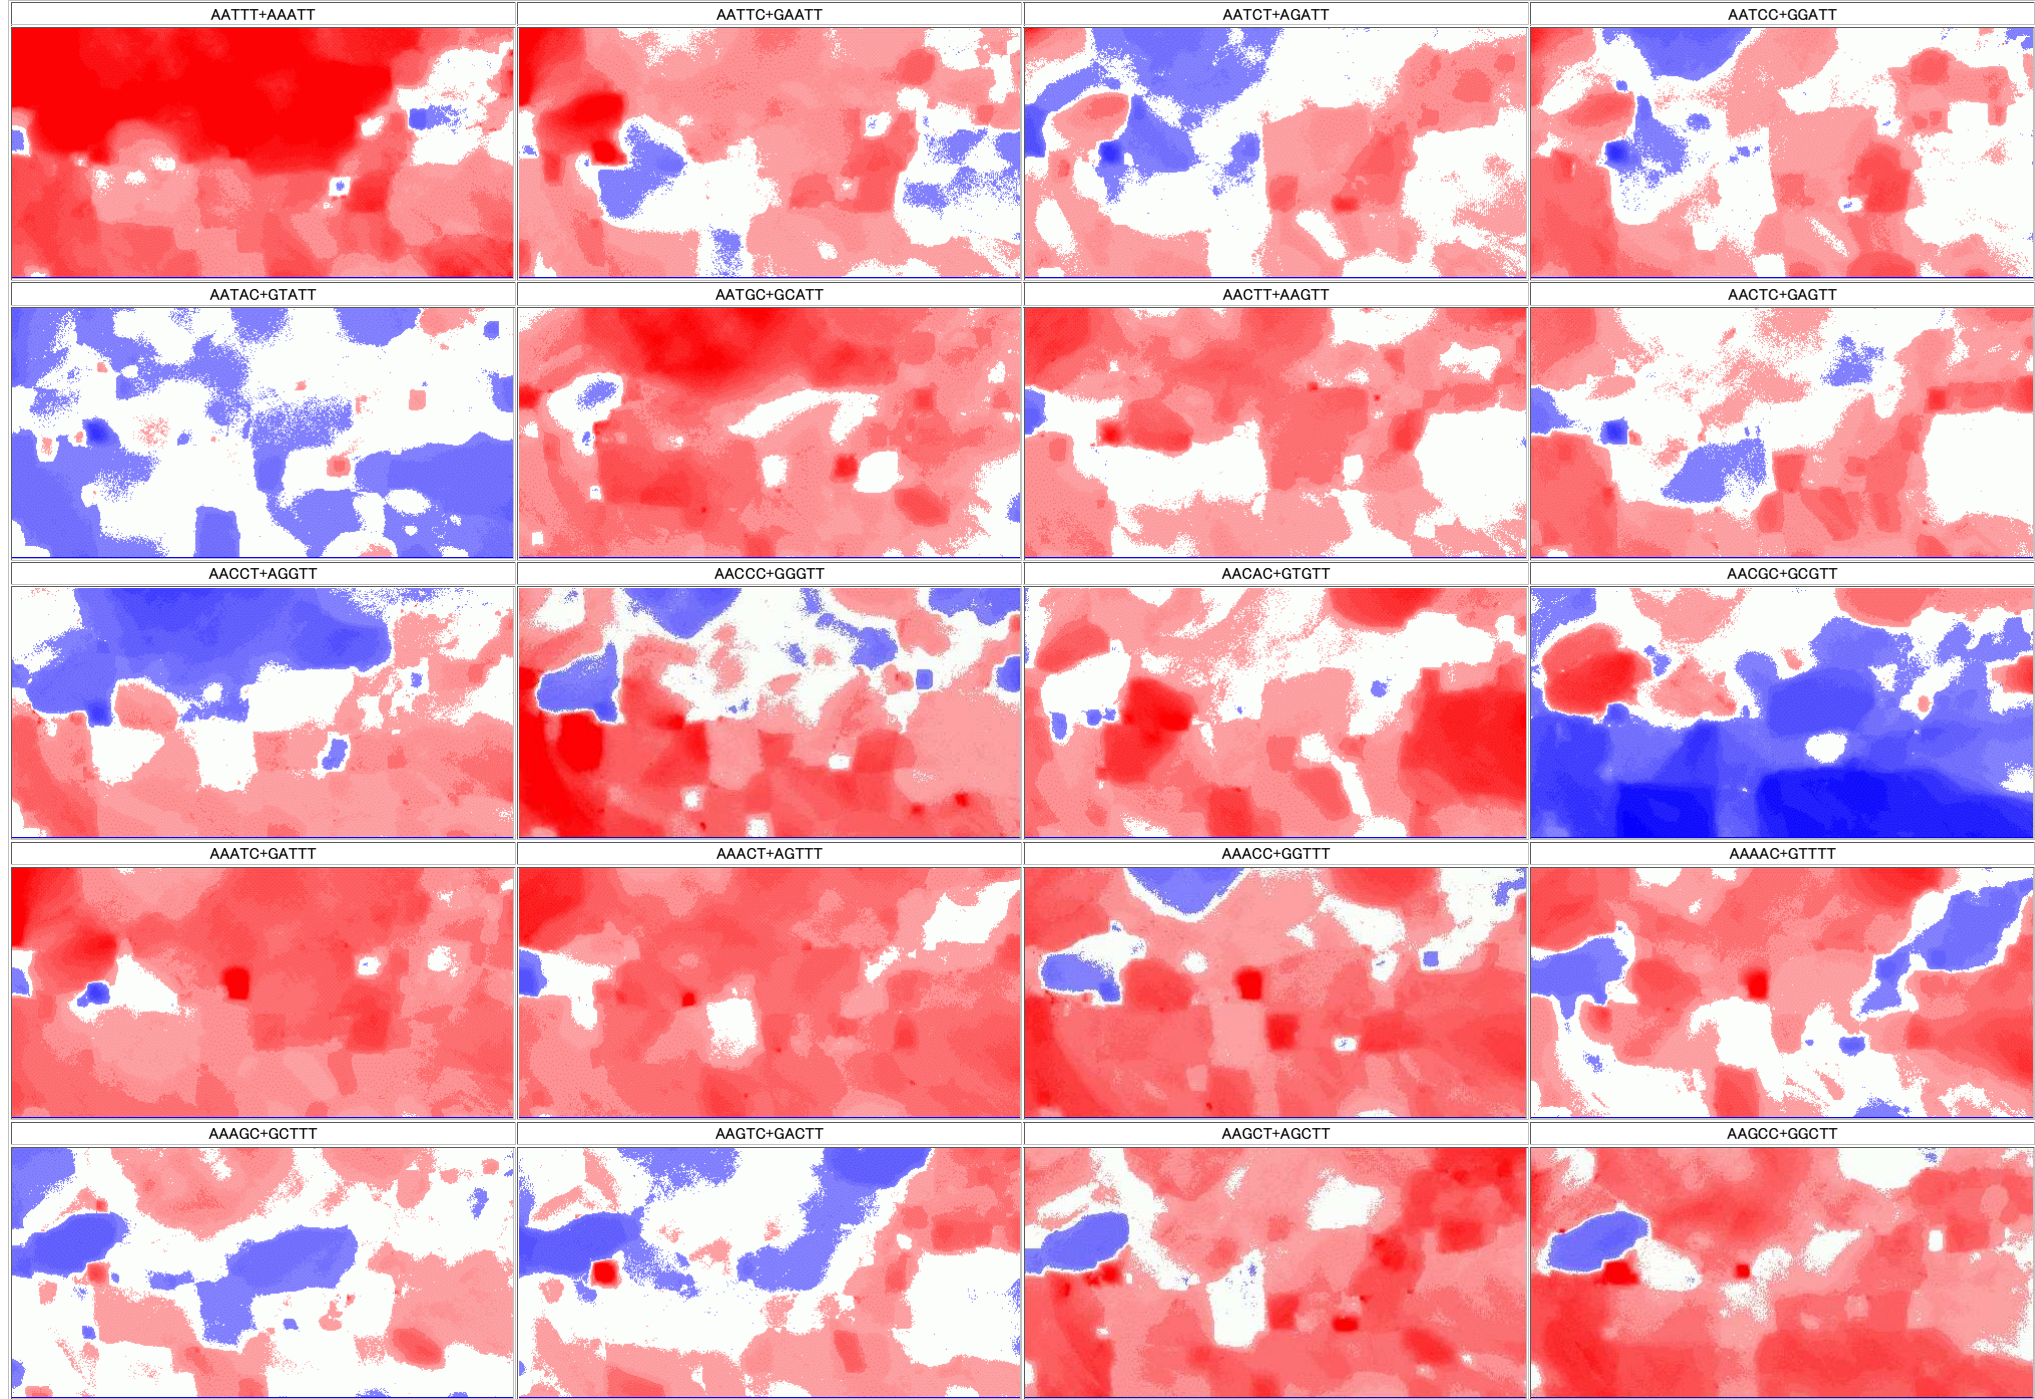 AATTT+AAATT AATTC+GAATT AATCT+AGATT AATCC+GGATT
AATAC+GTATT AATGC+GCATT AACTT+AAGTT AACTC+GAGTT
AACCT+AGGTT AACCC+GGGTT AACAC+GTGTT AACGC+GCGTT
AAATC+GATTT AAACT+AGTTT AAACC+GGTTT AAAAC+GTTTT
AAAGC+GCTTT AAGTC+GACTT AAGCT+AGCTT AAGCC+GGCTT